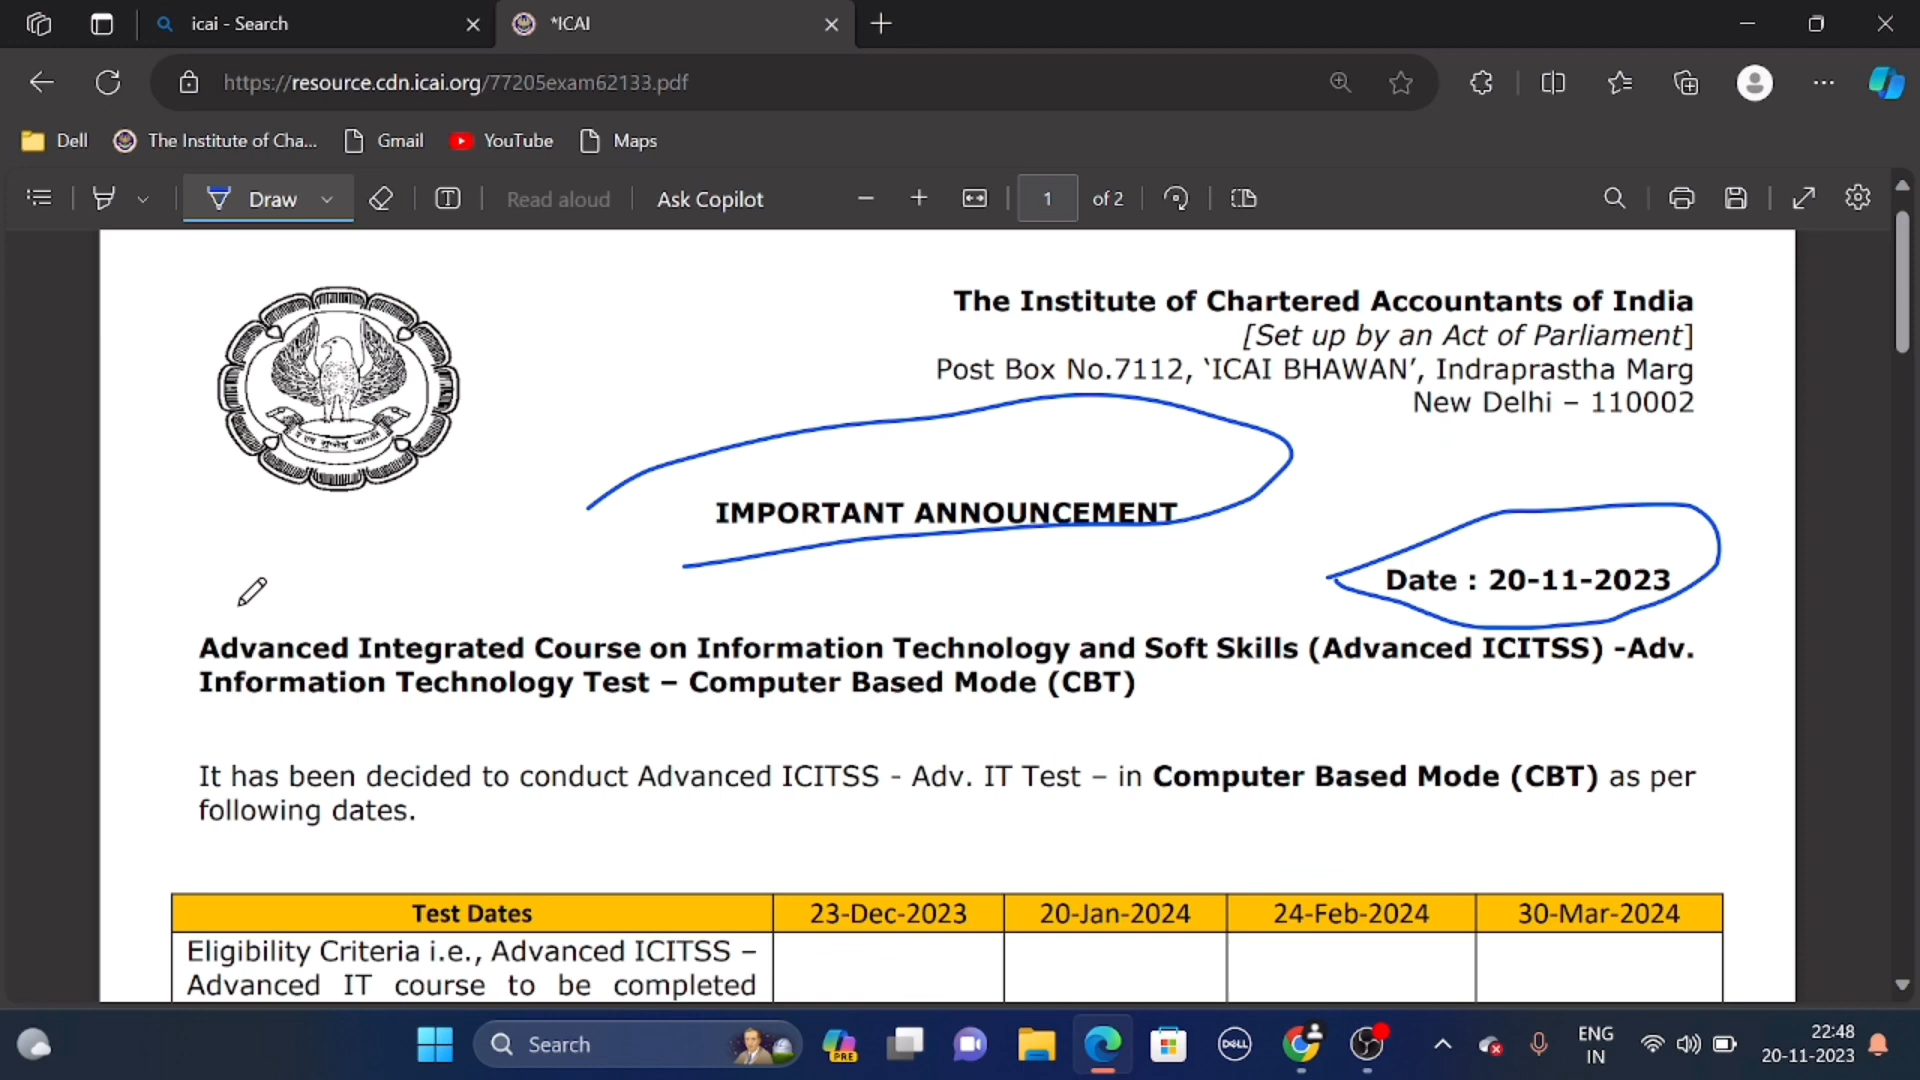 icai - Search
*ICAI
https://resource.cdn.icai.org/77205exam62133.pdf
Dell
The Institute of Cha...
Gmail
YouTube
Maps
Draw
Read aloud
Ask Copilot
1
of 2
The Institute of Chartered Accountants of India
[Set up by an Act of Parliament]
Post Box No.7112, ‘ICAI BHAWAN’, Indraprastha Marg
New Delhi – 110002
IMPORTANT ANNOUNCEMENT
Date : 20-11-2023
Advanced Integrated Course on Information Technology and Soft Skills (Advanced ICITSS) -Adv.
Information Technology Test – Computer Based Mode (CBT)
It has been decided to conduct Advanced ICITSS - Adv. IT Test – in Computer Based Mode (CBT) as per
following dates.
Test Dates 23-Dec-2023 20-Jan-2024 24-Feb-2024 30-Mar-2024
Eligibility Criteria i.e., Advanced ICITSS –
Advanced IT course to be completed
Search
PRE
DELL
ENG
IN
22:48
20-11-2023